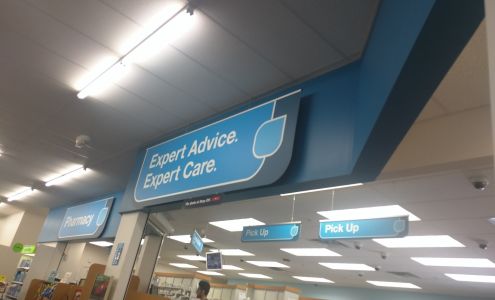 Expert Advice.
Expert Care.
Pharmacy
Pick Up
Pick Up